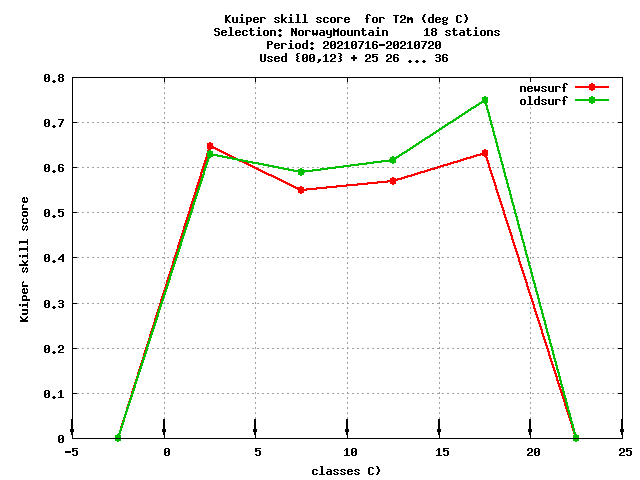 Kuiper skill score  for T2m (deg C)
Selection: NorwayMountain     18 stations
Period: 20210716-20210720
Used {00,12} + 25 26 ... 36
newsurf
oldsurf
0.8
0.7
0.6
0.5
0.4
0.3
0.2
0.1
0
Kuiper skill score
-5 0 5 10 15 20 25
classes C)